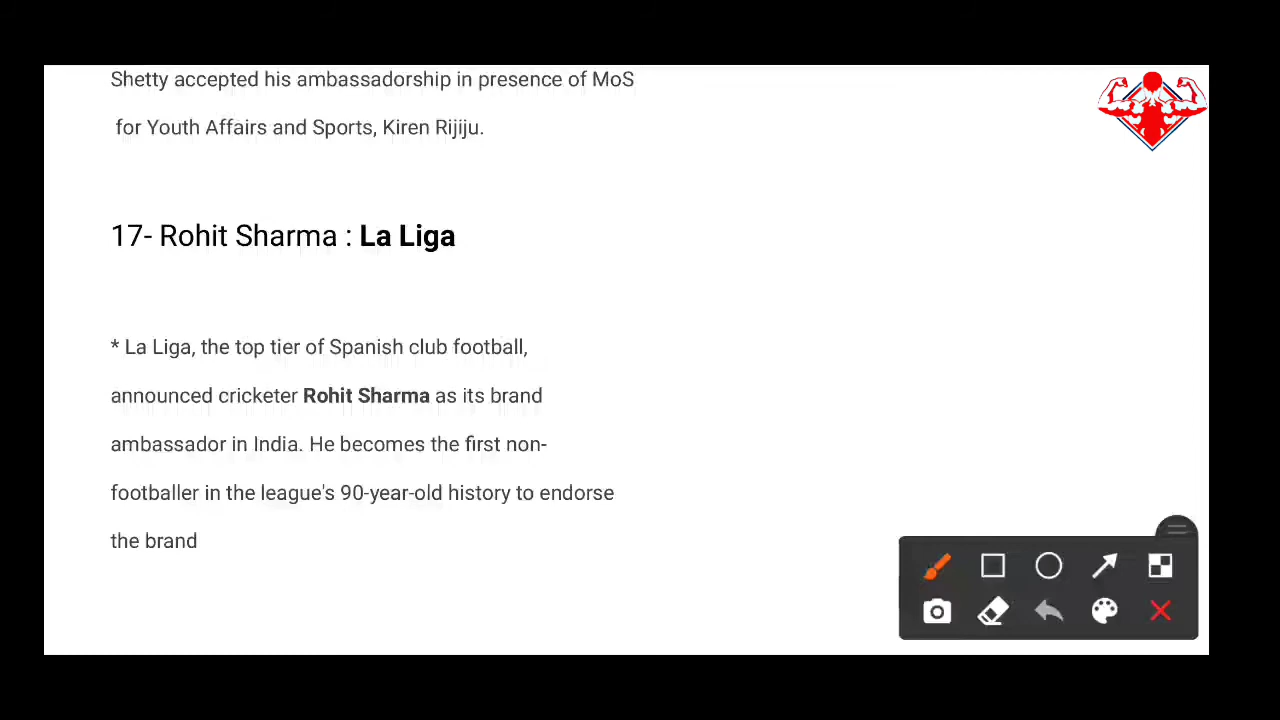 Shetty accepted his ambassadorship in presence of MoS
for Youth Affairs and Sports, Kiren Rijiju.
17- Rohit Sharma : La Liga
* La Liga, the top tier of Spanish club football,
announced cricketer Rohit Sharma as its brand
ambassador in India. He becomes the first non-
footballer in the league's 90-year-old history to endorse
the brand